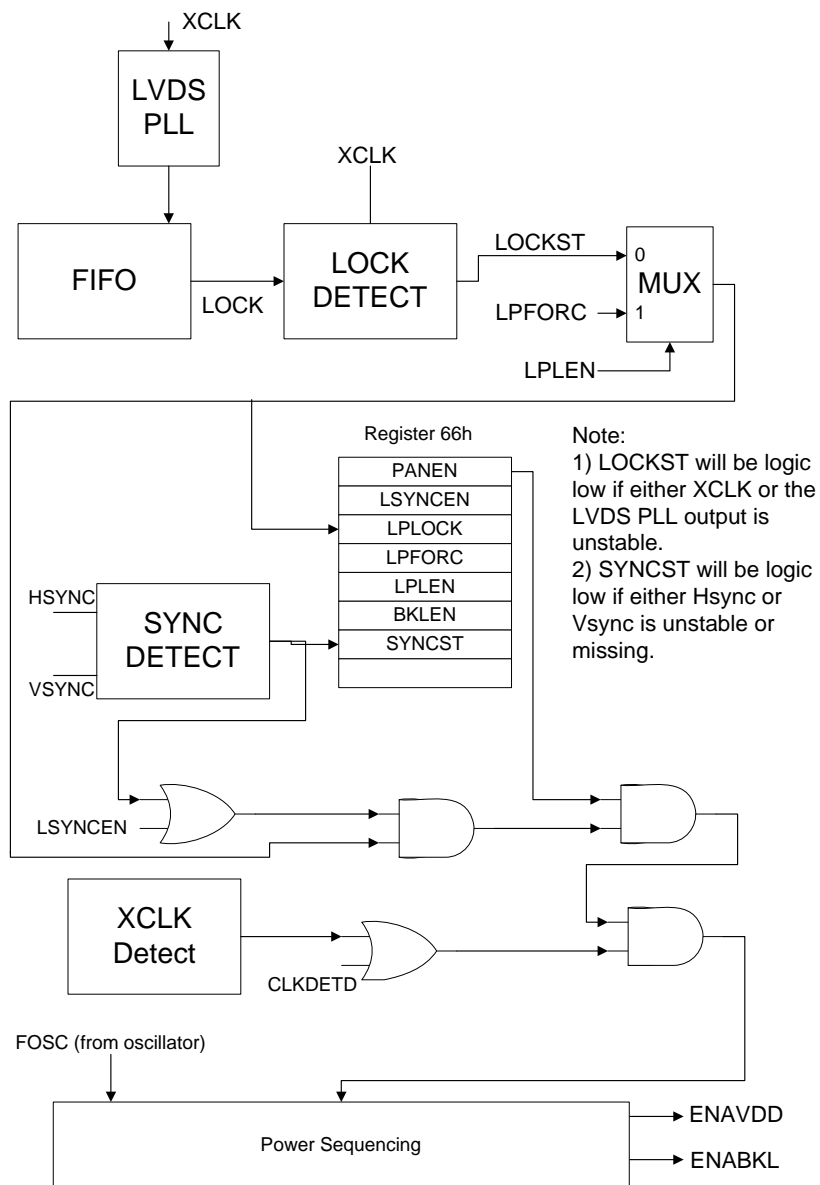 XCLK
LVDS
PLL
XCLK
FIFO
LOCK
LOCK
DETECT
LOCKST
0
MUX
LPFORC
1
LPLEN
Register 66h
PANEN
LSYNCEN
LPLOCK
LPFORC
LPLEN
BKLEN
SYNCST
Note:
1) LOCKST will be logic
low if either XCLK or the
LVDS PLL output is
unstable.
2) SYNCST will be logic
low if either Hsync or
Vsync is unstable or
missing.
HSYNC
SYNC
DETECT
VSYNC
LSYNCEN
XCLK
Detect
CLKDETD
FOSC (from oscillator)
Power Sequencing
ENAVDD
ENABKL